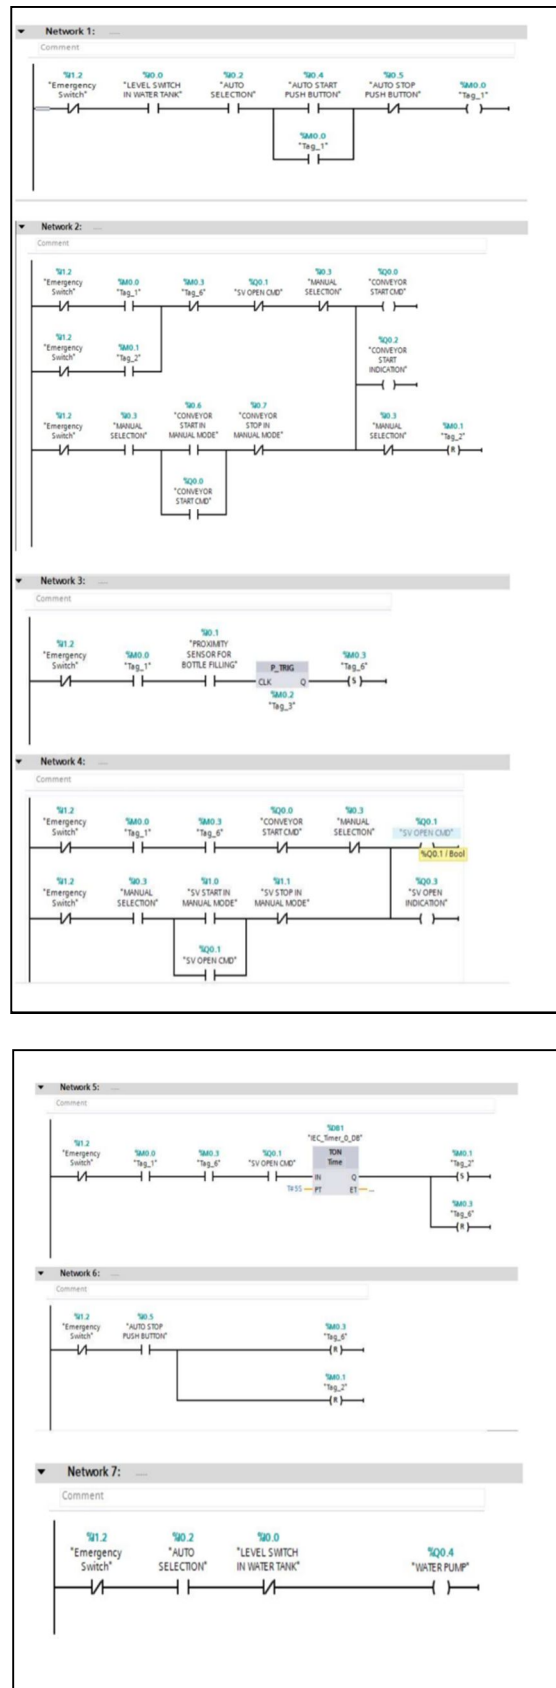 Network 1: ....
Comment
%I1.2 %I0.0 %I0.2 %I0.4 %I0.5
"Emergency "LEVEL SWITCH "AUTO "AUTO START "AUTO STOP %M0.0
Switch" IN WATER TANK" SELECTION" PUSH BUTTON" PUSH BUTTON" "Tag_1"
%M0.0
"Tag_1"
Network 2: ....
Comment
%I1.2 %I0.3 %Q0.0
"Emergency %M0.0 %M0.3 %Q0.1 "MANUAL "CONVEYOR
Switch" "Tag_1" "Tag_6" "SV OPEN CMD" SELECTION" START CMD"
%I1.2 %Q0.2
"Emergency %M0.1 "CONVEYOR
Switch" "Tag_2" START
INDICATION"
%I0.6 %I0.7
%I1.2 %I0.3 "CONVEYOR "CONVEYOR %I0.3
"Emergency "MANUAL START IN STOP IN "MANUAL %M0.1
Switch" SELECTION" MANUAL MODE" MANUAL MODE" SELECTION" "Tag_2"
R
%Q0.0
"CONVEYOR
START CMD"
Network 3: ....
Comment
%I0.1
%I1.2 "PROXIMITY
"Emergency %M0.0 SENSOR FOR %M0.3
Switch" "Tag_1" BOTTLE FILLING" P_TRIG "Tag_6"
CLK Q S
%M0.2
"Tag_3"
Network 4: ....
Comment
%I1.2 %Q0.0 %I0.3
"Emergency %M0.0 %M0.3 "CONVEYOR "MANUAL %Q0.1
Switch" "Tag_1" "Tag_6" START CMD" SELECTION" "SV OPEN CMD"
%Q0.1 / Bool
%I1.2 %I0.3 %I1.0 %I1.1 %Q0.3
"Emergency "MANUAL "SV START IN "SV STOP IN "SV OPEN
Switch" SELECTION" MANUAL MODE" MANUAL MODE" INDICATION"
%Q0.1
"SV OPEN CMD"
Network 5: ....
Comment
%DB1
"IEC_Timer_0_DB"
%I1.2 TON
"Emergency %M0.0 %M0.3 %Q0.1 Time %M0.1
Switch" "Tag_1" "Tag_6" "SV OPEN CMD" "Tag_2"
IN Q S
T#5S PT ET ...
%M0.3
"Tag_6"
R
Network 6: ....
Comment
%I1.2 %I0.5
"Emergency "AUTO STOP %M0.3
Switch" PUSH BUTTON" "Tag_6"
R
%M0.1
"Tag_2"
R
Network 7: ....
Comment
%I1.2 %I0.2 %I0.0
"Emergency "AUTO "LEVEL SWITCH %Q0.4
Switch" SELECTION" IN WATER TANK" "WATER PUMP"